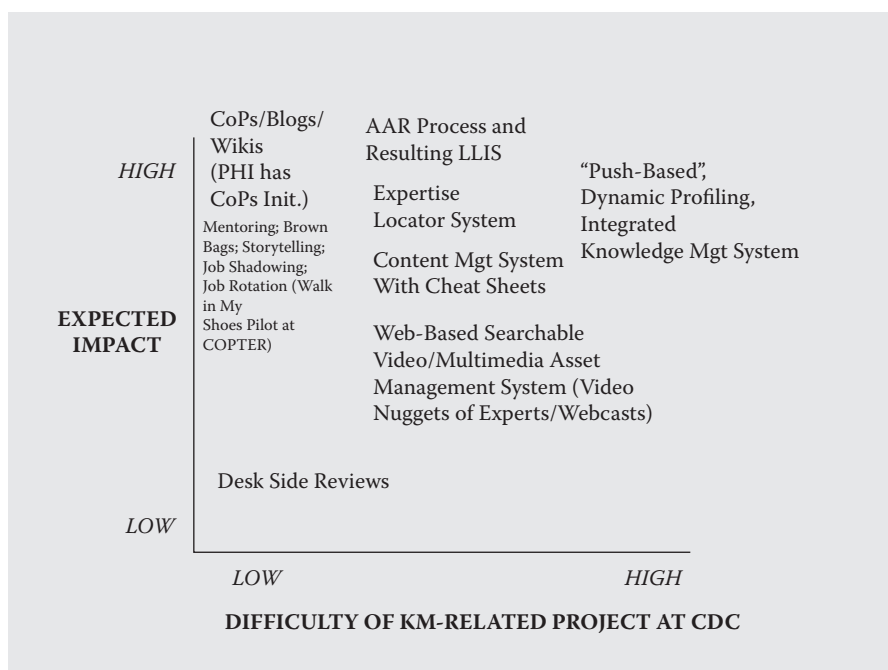 CoPs/Blogs/
Wikis
(PHI has
CoPs Init.)
Mentoring; Brown
Bags; Storytelling;
Job Shadowing;
Job Rotation (Walk
in My
Shoes Pilot at
COPTER)
AAR Process and
Resulting LLIS
Expertise
Locator System
Content Mgt System
With Cheat Sheets
Web-Based Searchable
Video/Multimedia Asset
Management System (Video
Nuggets of Experts/Webcasts)
“Push-Based”,
Dynamic Profiling,
Integrated
Knowledge Mgt System
Desk Side Reviews
HIGH
EXPECTED
IMPACT
LOW
LOW
HIGH
DIFFICULTY OF KM-RELATED PROJECT AT CDC